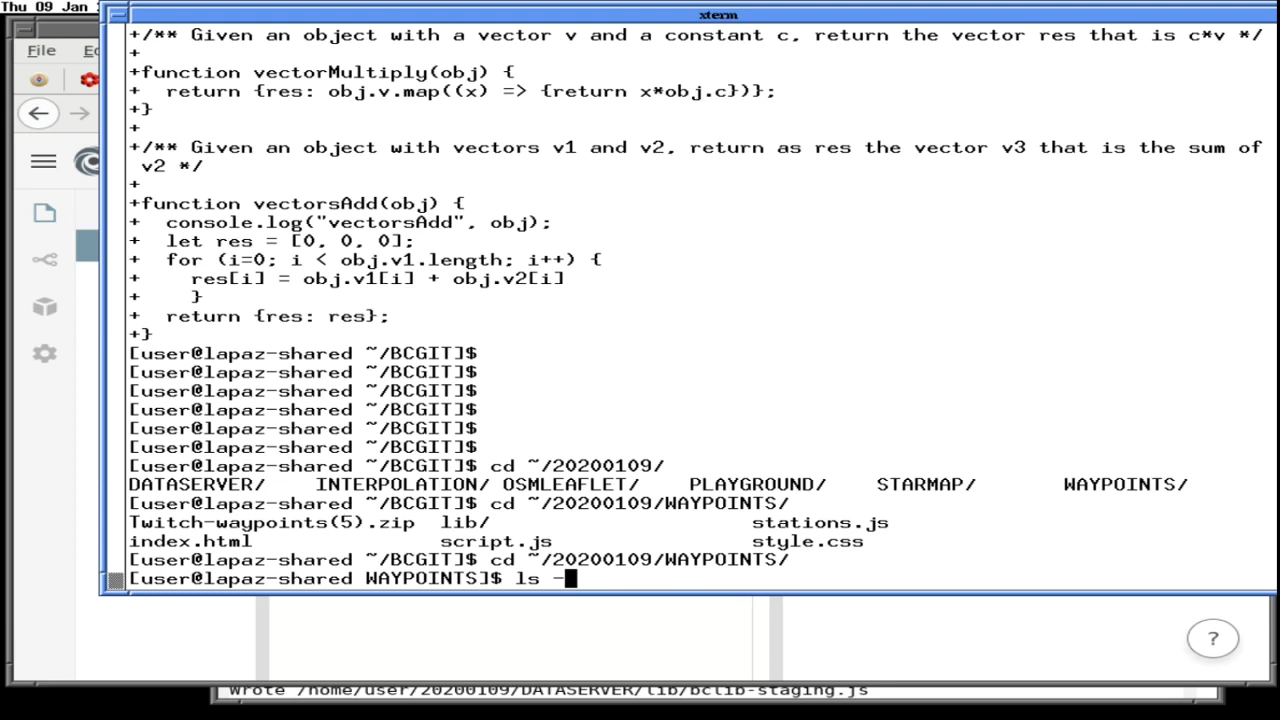 Thu 09 Jan
xterm
File
+/** Given an object with a vector v and a constant c, return the vector res that is c*v */
+
+function vectorMultiply(obj) {
+  return {res: obj.v.map((x) => {return x*obj.c})};
+}
+
+/** Given an object with vectors v1 and v2, return as res the vector v3 that is the sum of
 v2 */
+
+function vectorsAdd(obj) {
+  console.log("vectorsAdd", obj);
+  let res = [0, 0, 0];
+  for (i=0; i < obj.v1.length; i++) {
+    res[i] = obj.v1[i] + obj.v2[i]
+    }
+  return {res: res};
+}
[user@lapaz-shared ~/BCGIT]$
[user@lapaz-shared ~/BCGIT]$
[user@lapaz-shared ~/BCGIT]$
[user@lapaz-shared ~/BCGIT]$
[user@lapaz-shared ~/BCGIT]$
[user@lapaz-shared ~/BCGIT]$
[user@lapaz-shared ~/BCGIT]$ cd ~/20200109/
DATASERVER/    INTERPOLATION/ OSMLEAFLET/    PLAYGROUND/    STARMAP/       WAYPOINTS/
[user@lapaz-shared ~/BCGIT]$ cd ~/20200109/WAYPOINTS/
Twitch-waypoints(5).zip  lib/                     stations.js
index.html               script.js                style.css
[user@lapaz-shared ~/BCGIT]$ cd ~/20200109/WAYPOINTS/
[user@lapaz-shared WAYPOINTS]$ ls -
?
Wrote /home/user/20200109/DATASERVER/lib/bclib-staging.js